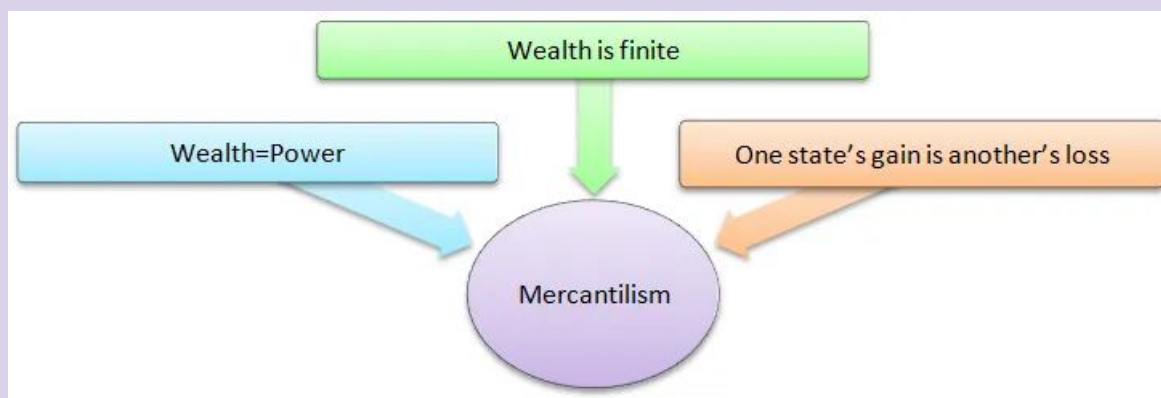 Wealth is finite
Wealth=Power
One state's gain is another's loss
Mercantilism